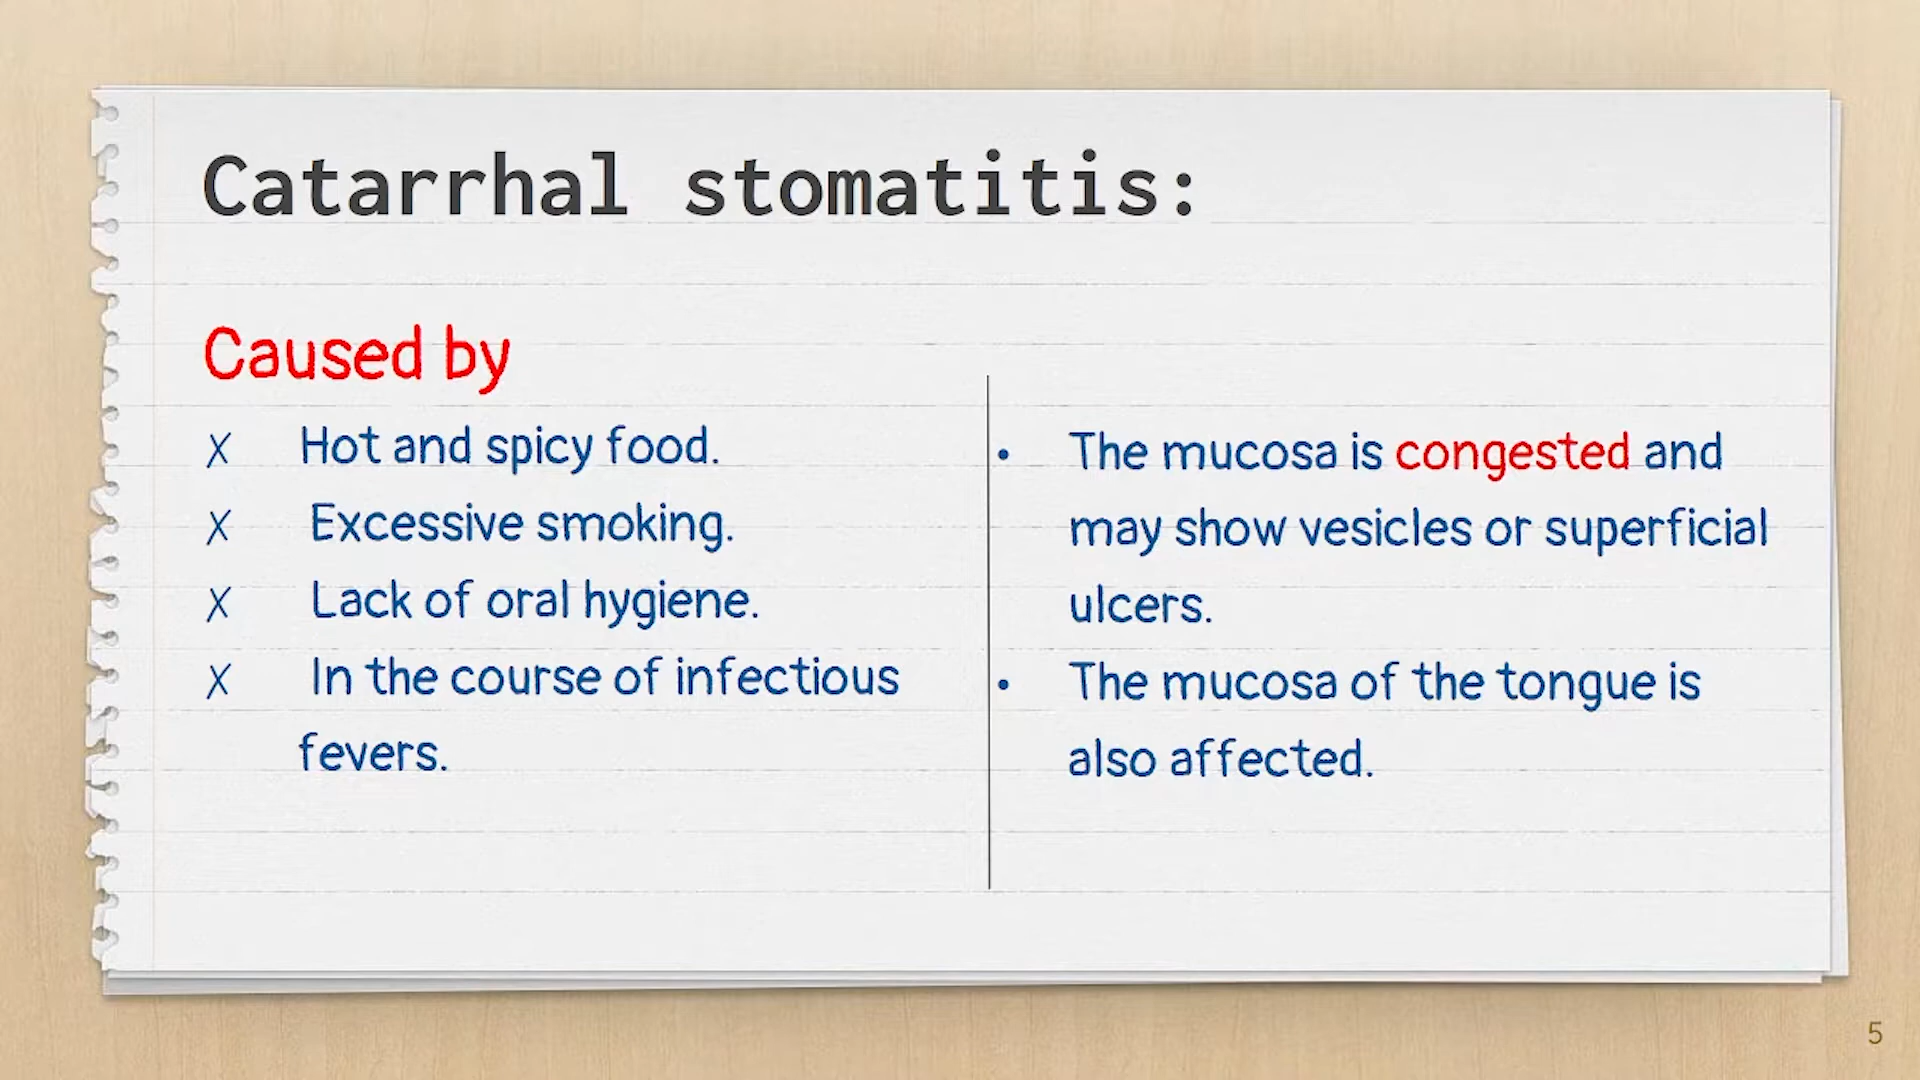 Catarrhal stomatitis:
Caused by
X Hot and spicy food.
X Excessive smoking.
X Lack of oral hygiene.
X In the course of infectious
fevers.
• The mucosa is congested and
may show vesicles or superficial
ulcers.
• The mucosa of the tongue is
also affected.
5